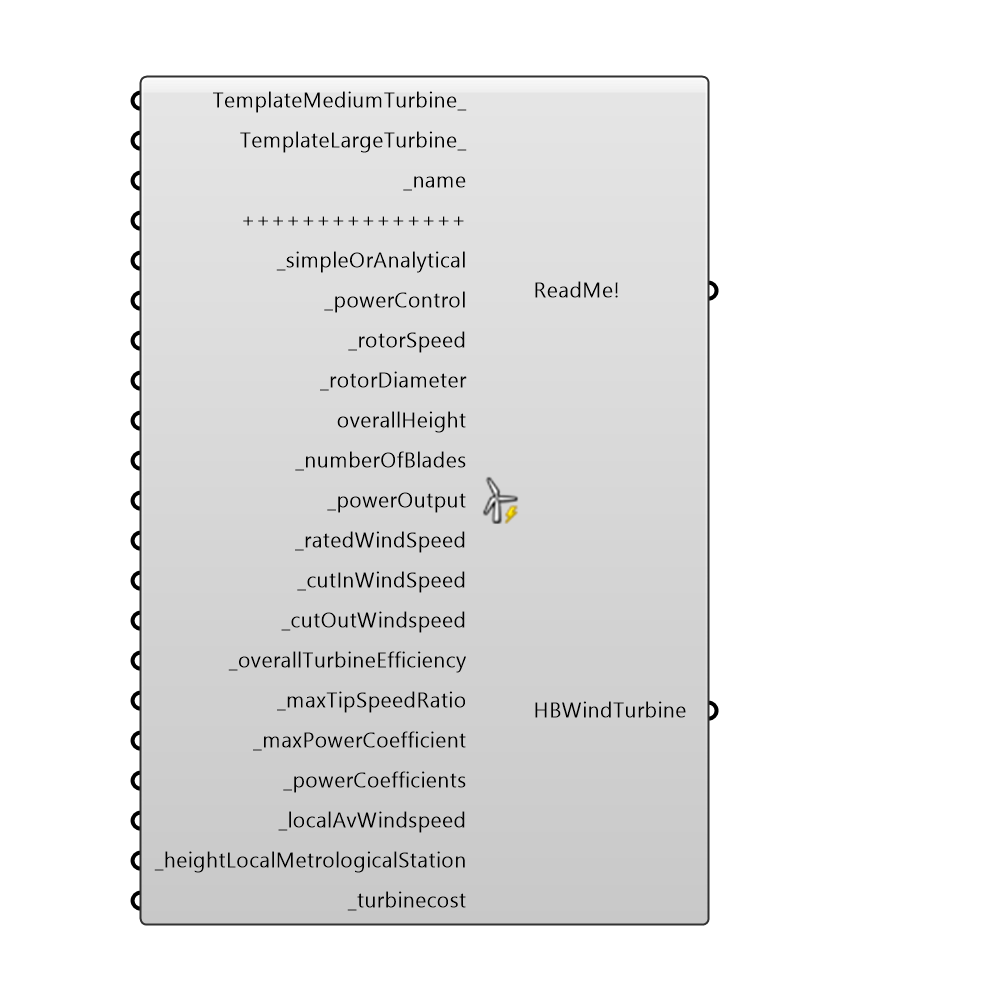 TemplateMediumTurbine_
TemplateLargeTurbine_
_name
+++++++++++++++
_simpleOrAnalytical
_powerControl
_rotorSpeed
_rotorDiameter
overallHeight
_numberOfBlades
_powerOutput
_ratedWindSpeed
_cutInWindSpeed
_cutOutWindspeed
_overallTurbineEfficiency
_maxTipSpeedRatio
_maxPowerCoefficient
_powerCoefficients
_localAvWindspeed
_heightLocalMetrologicalStation
_turbinecost
ReadMe!
HBWindTurbine